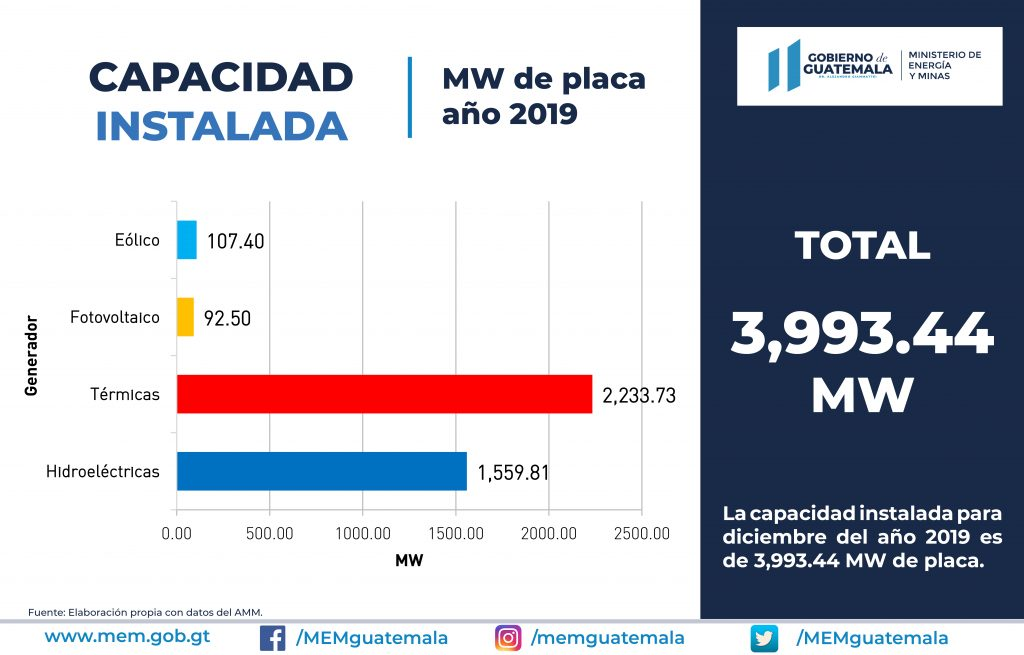 CAPACIDAD
INSTALADA
MW de placa
año 2019
GOBIERNO de
GUATEMALA
DR. ALEJANDRO GIAMMATTEI
MINISTERIO DE
ENERGÍA
Y MINAS
Generador
Eólico
107.40
Fotovoltaico
92.50
Térmicas
2,233.73
Hidroeléctricas
1,559.81
0.00 500.00 1000.00 1500.00 2000.00 2500.00
MW
TOTAL
3,993.44
MW
La capacidad instalada para
diciembre del año 2019 es
de 3,993.44 MW de placa.
Fuente: Elaboración propia con datos del AMM.
www.mem.gob.gt /MEMguatemala /memguatemala /MEMguatemala